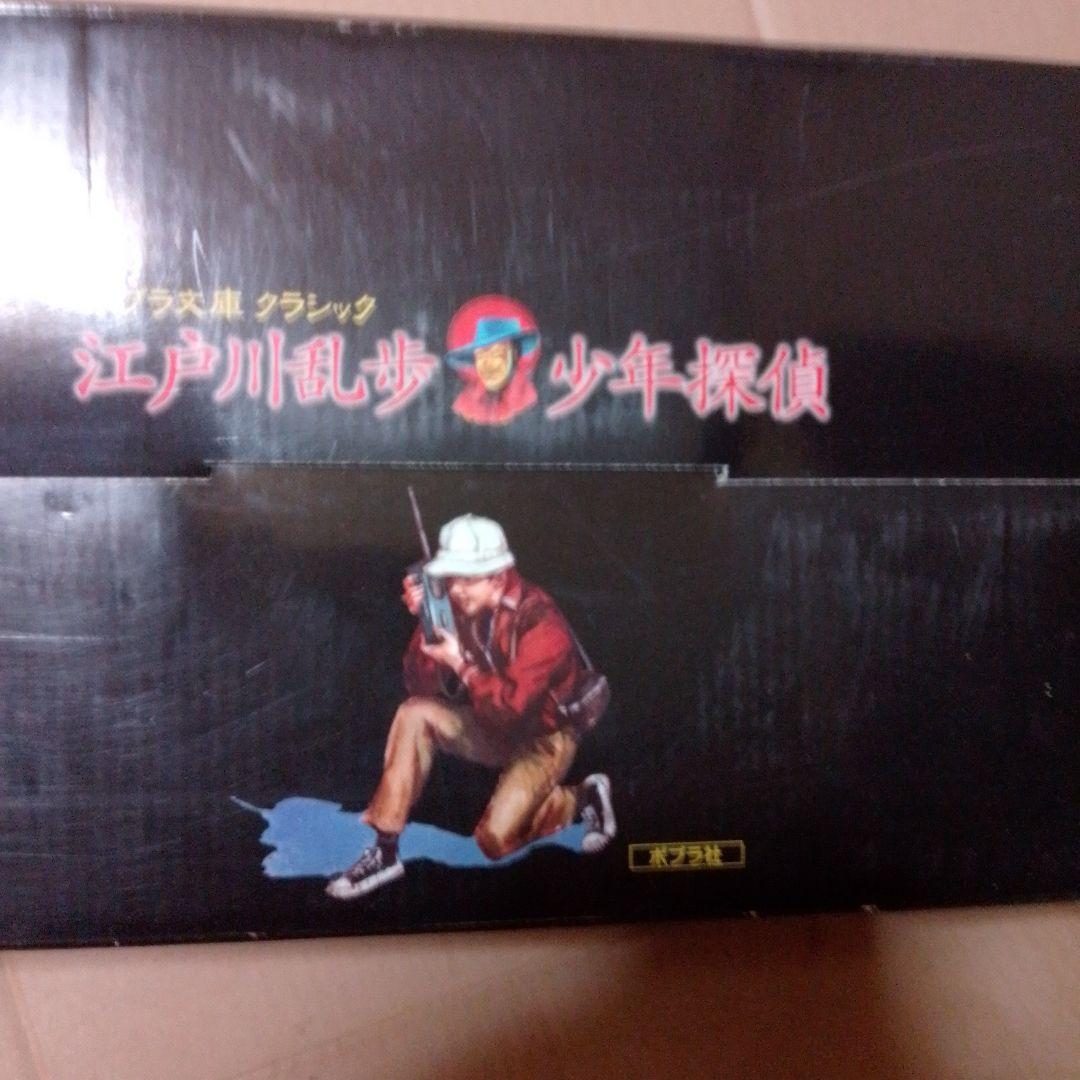 プラ文庫 クラシック
江戸川乱歩 少年探偵
ポプラ社